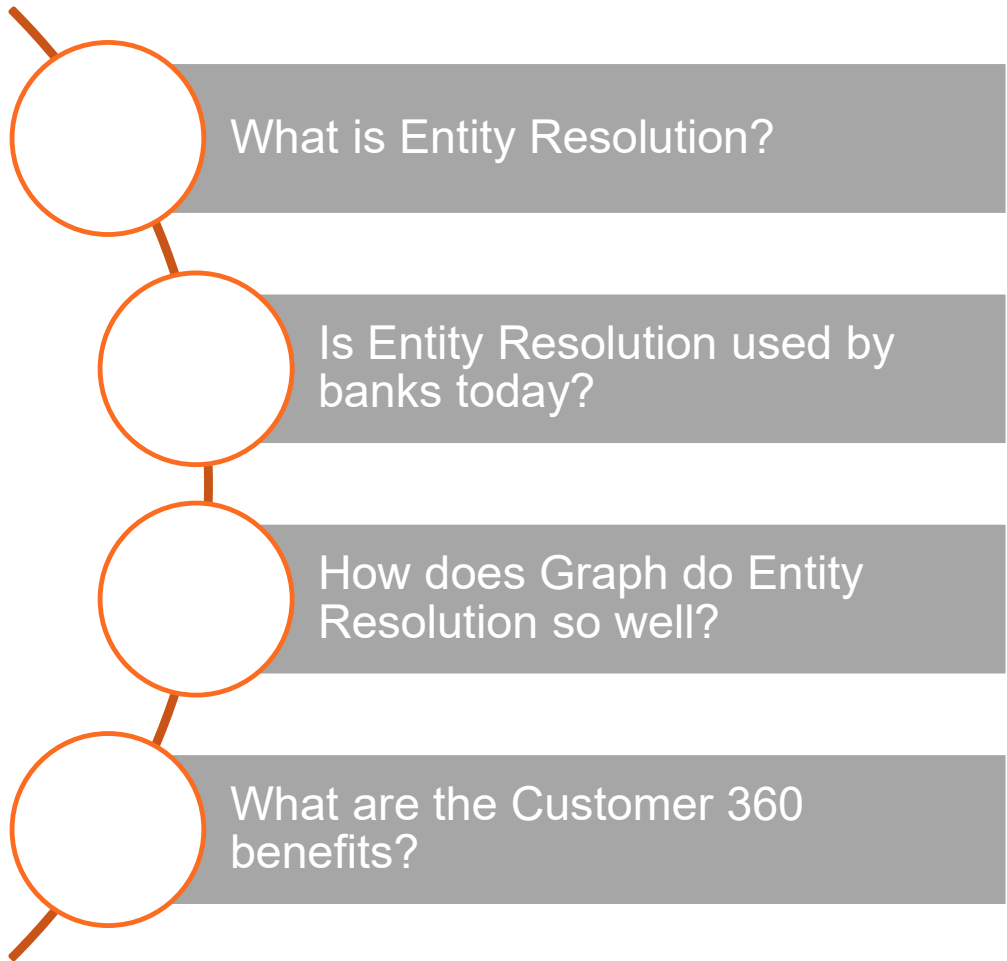 What is Entity Resolution?
Is Entity Resolution used by
banks today?
How does Graph do Entity
Resolution so well?
What are the Customer 360
benefits?